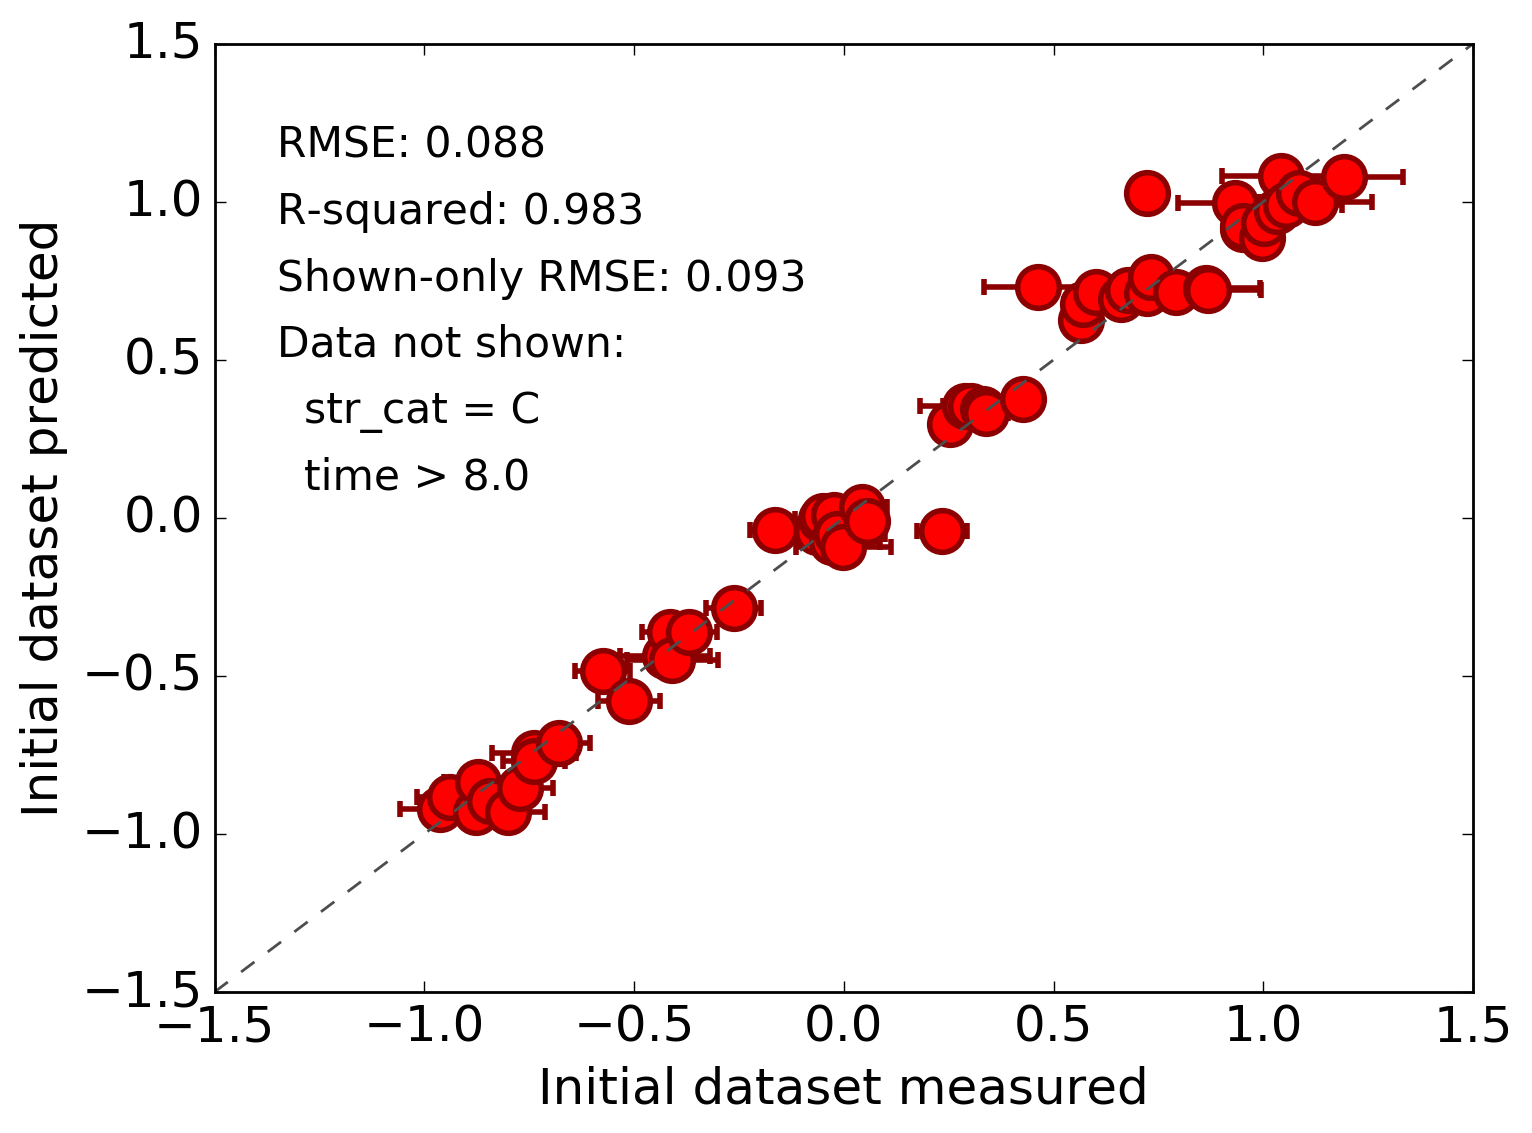 RMSE: 0.088
R-squared: 0.983
Shown-only RMSE: 0.093
Data not shown:
str_cat = C
time > 8.0
Initial dataset predicted
1.5
1.0
0.5
0.0
−0.5
−1.0
−1.5
−1.5 −1.0 −0.5 0.0 0.5 1.0 1.5
Initial dataset measured